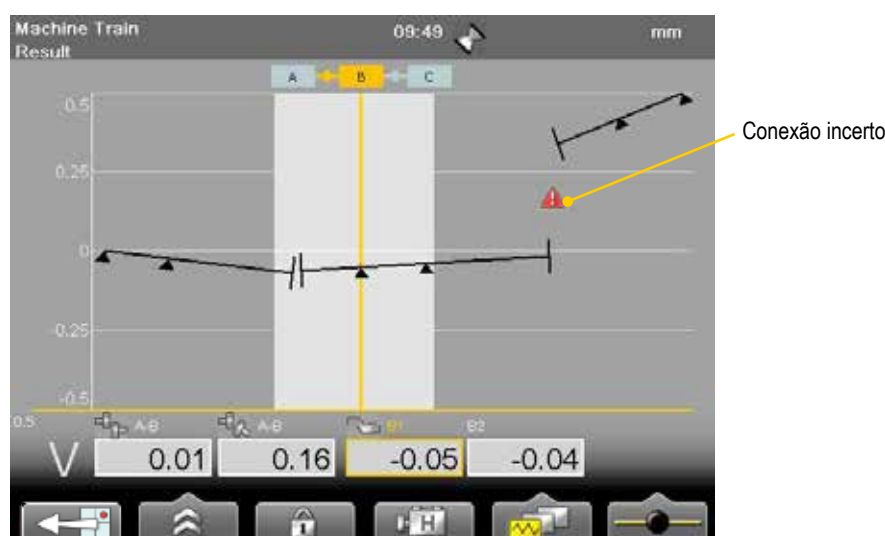 Machine Train 09:49 mm
Result
A B C
0.5
0.25
Conexão incerto
0
-0.25
-0.5
0.5 A-B A-B B1 B2
V 0.01 0.16 -0.05 -0.04
H